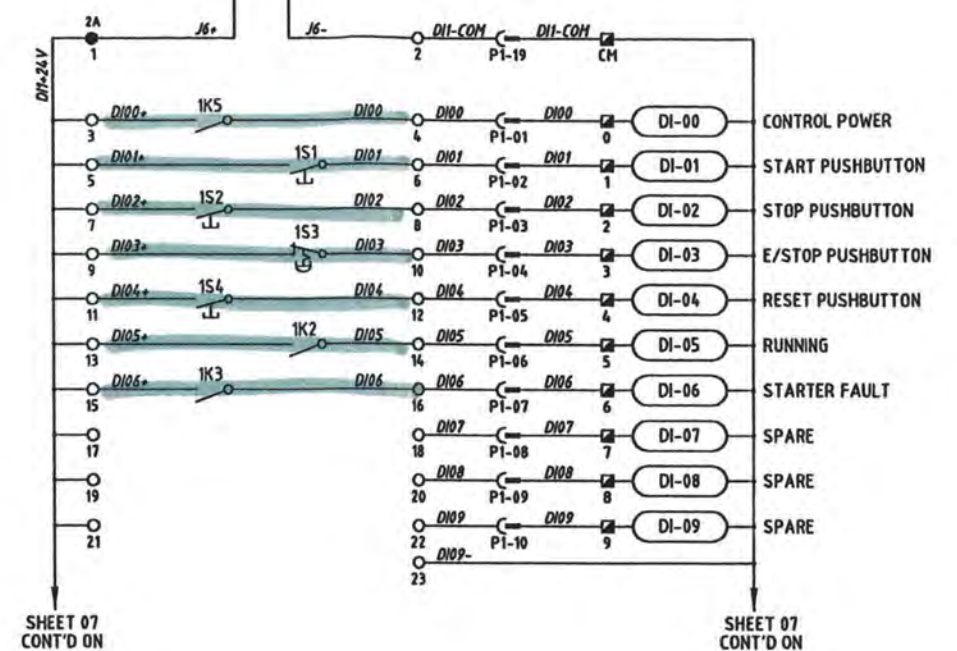 2A J6+ J6- DI1-COM DI1-COM
1 2 P1-19 CM
DI1+24V
DI00+ 1K5 DI00 DI00 DI00 DI-00 CONTROL POWER
3 4 P1-01 0
DI01+ 1S1 DI01 DI01 DI01 DI-01 START PUSHBUTTON
5 6 P1-02 1
DI02+ 1S2 DI02 DI02 DI02 DI-02 STOP PUSHBUTTON
7 8 P1-03 2
DI03+ 1S3 DI03 DI03 DI03 DI-03 E/STOP PUSHBUTTON
9 10 P1-04 3
DI04+ 1S4 DI04 DI04 DI04 DI-04 RESET PUSHBUTTON
11 12 P1-05 4
DI05+ 1K2 DI05 DI05 DI05 DI-05 RUNNING
13 14 P1-06 5
DI06+ 1K3 DI06 DI06 DI06 DI-06 STARTER FAULT
15 16 P1-07 6
DI07 DI07 DI-07 SPARE
17 18 P1-08 7
DI08 DI08 DI-08 SPARE
19 20 P1-09 8
DI09 DI09 DI-09 SPARE
21 22 P1-10 9
DI09-
23
SHEET 07 SHEET 07
CONT'D ON CONT'D ON